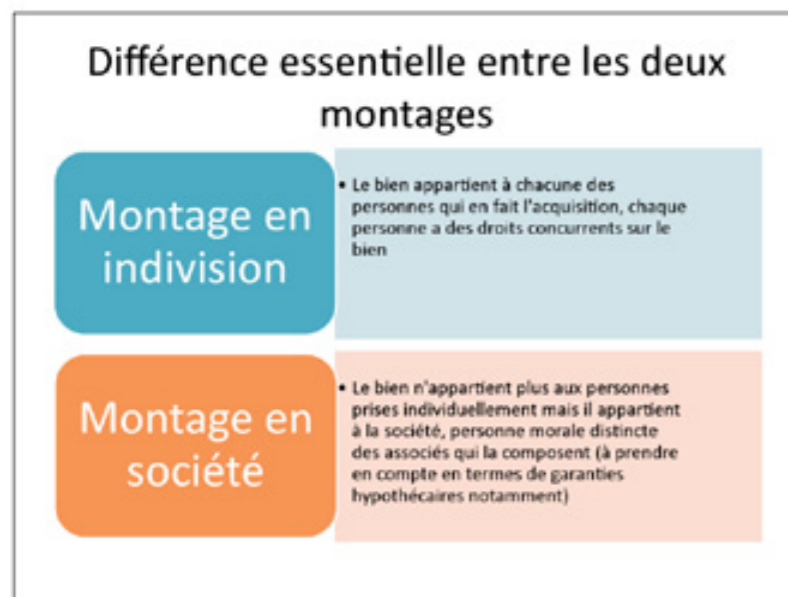 Différence essentielle entre les deux
montages
Montage en
indivision
• Le bien appartient à chacune des
personnes qui en fait l'acquisition, chaque
personne a des droits concurrents sur le
bien
Montage en
société
• Le bien n'appartient plus aux personnes
prises individuellement mais il appartient
à la société, personne morale distincte
des associés qui la composent (à prendre
en compte en termes de garanties
hypothécaires notamment)